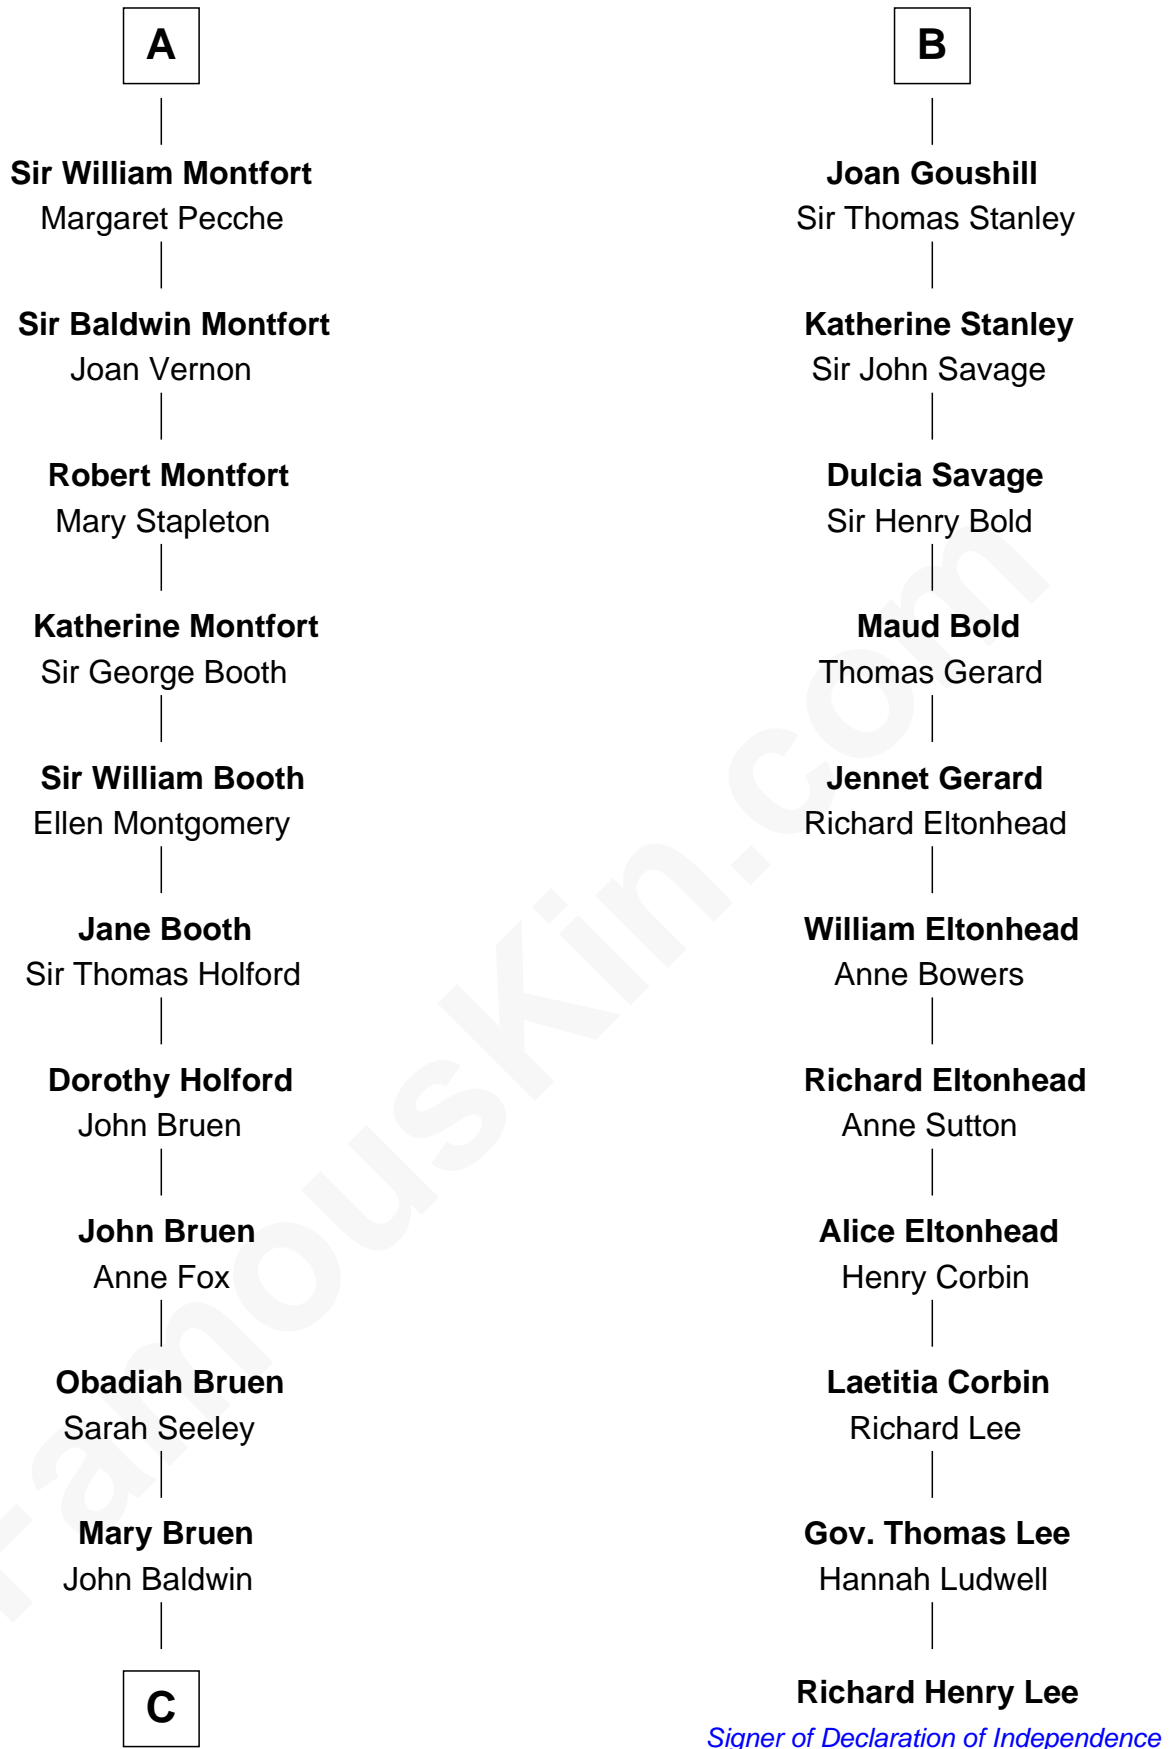 A
Sir William Montfort
Margaret Pecche
Sir Baldwin Montfort
Joan Vernon
Robert Montfort
Mary Stapleton
Katherine Montfort
Sir George Booth
Sir William Booth
Ellen Montgomery
Jane Booth
Sir Thomas Holford
Dorothy Holford
John Bruen
John Bruen
Anne Fox
Obadiah Bruen
Sarah Seeley
Mary Bruen
John Baldwin
C
B
Joan Goushill
Sir Thomas Stanley
Katherine Stanley
Sir John Savage
Dulcia Savage
Sir Henry Bold
Maud Bold
Thomas Gerard
Jennet Gerard
Richard Eltonhead
William Eltonhead
Anne Bowers
Richard Eltonhead
Anne Sutton
Alice Eltonhead
Henry Corbin
Laetitia Corbin
Richard Lee
Gov. Thomas Lee
Hannah Ludwell
Richard Henry Lee
Signer of Declaration of Independence
FamousKin.com